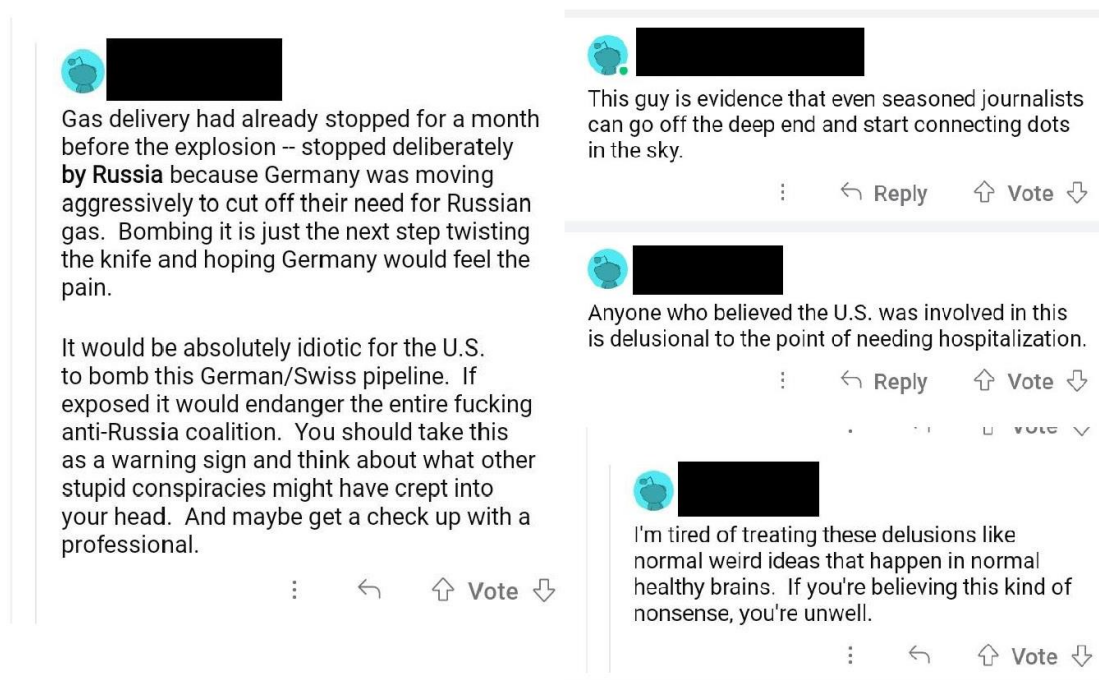 Gas delivery had already stopped for a month
before the explosion -- stopped deliberately
by Russia because Germany was moving
aggressively to cut off their need for Russian
gas. Bombing it is just the next step twisting
the knife and hoping Germany would feel the
pain.
It would be absolutely idiotic for the U.S.
to bomb this German/Swiss pipeline. If
exposed it would endanger the entire fucking
anti-Russia coalition. You should take this
as a warning sign and think about what other
stupid conspiracies might have crept into
your head. And maybe get a check up with a
professional.
Vote
This guy is evidence that even seasoned journalists
can go off the deep end and start connecting dots
in the sky.
Reply Vote
Anyone who believed the U.S. was involved in this
is delusional to the point of needing hospitalization.
Reply Vote
Vote
I'm tired of treating these delusions like
normal weird ideas that happen in normal
healthy brains. If you're believing this kind of
nonsense, you're unwell.
Vote